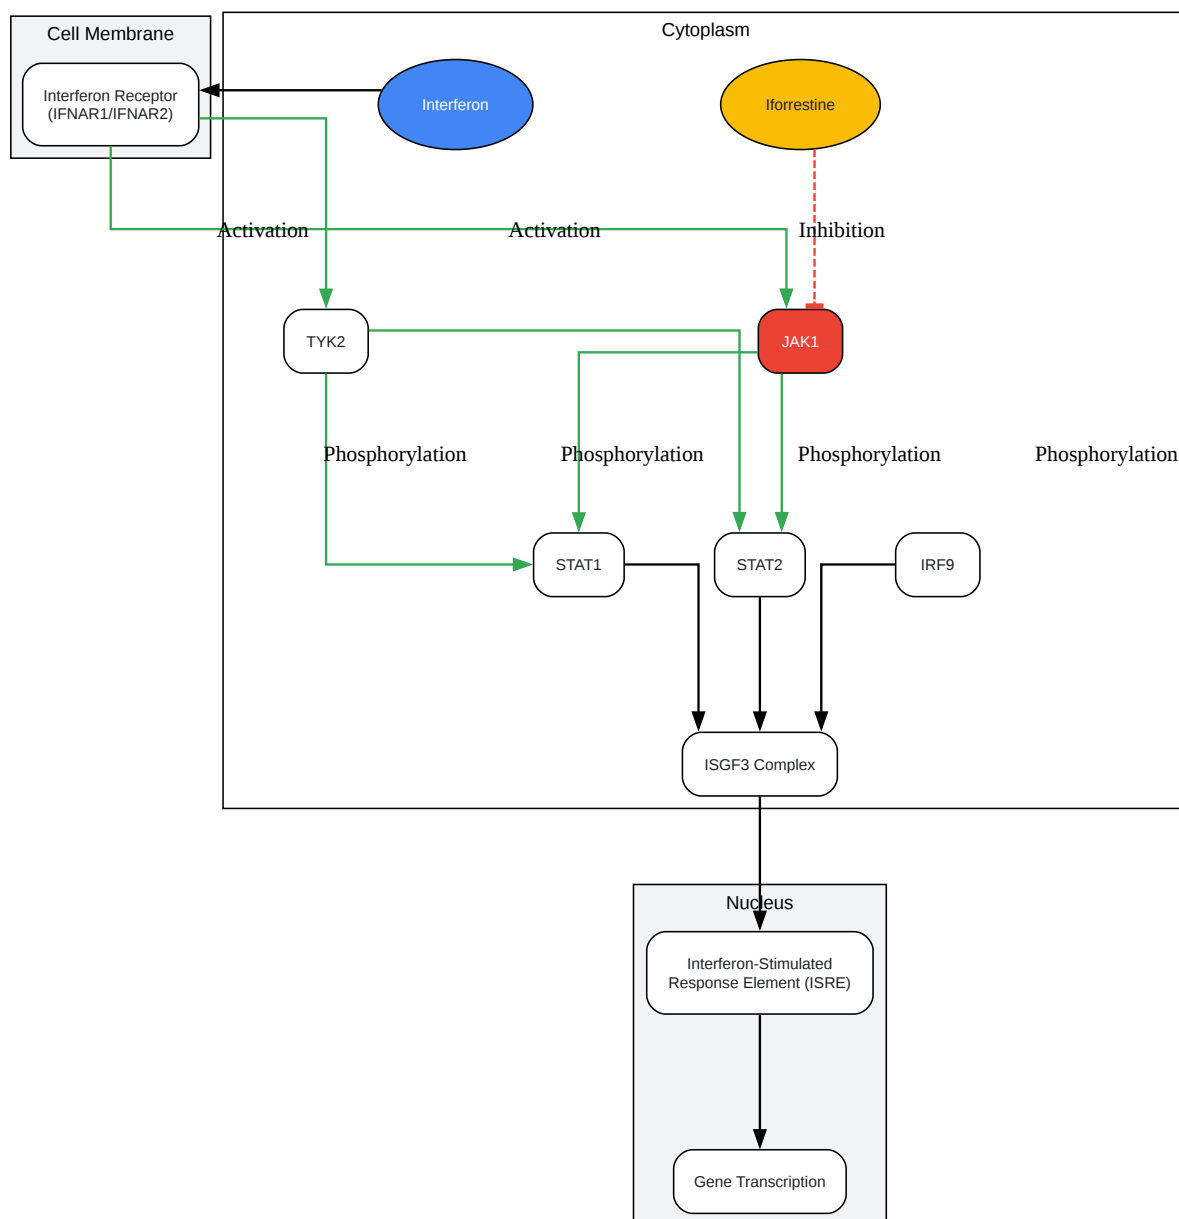 Cell Membrane
Cytoplasm
Interferon Receptor
(IFNAR1/IFNAR2)
Interferon
Iforrestine
Activation
Activation
Inhibition
TYK2
JAK1
Phosphorylation
Phosphorylation
Phosphorylation
Phosphorylation
STAT1
STAT2
IRF9
ISGF3 Complex
Nucleus
Interferon-Stimulated
Response Element (ISRE)
Gene Transcription